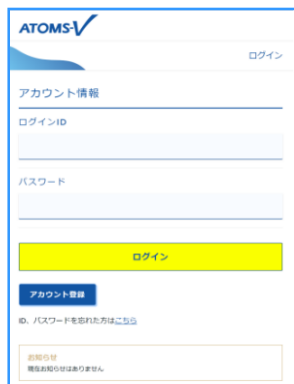 ATOMS-V
ログイン
アカウント情報
ログインID
パスワード
ログイン
アカウント登録
ID、パスワードを忘れた方はこちら
お知らせ
現在お知らせはありません